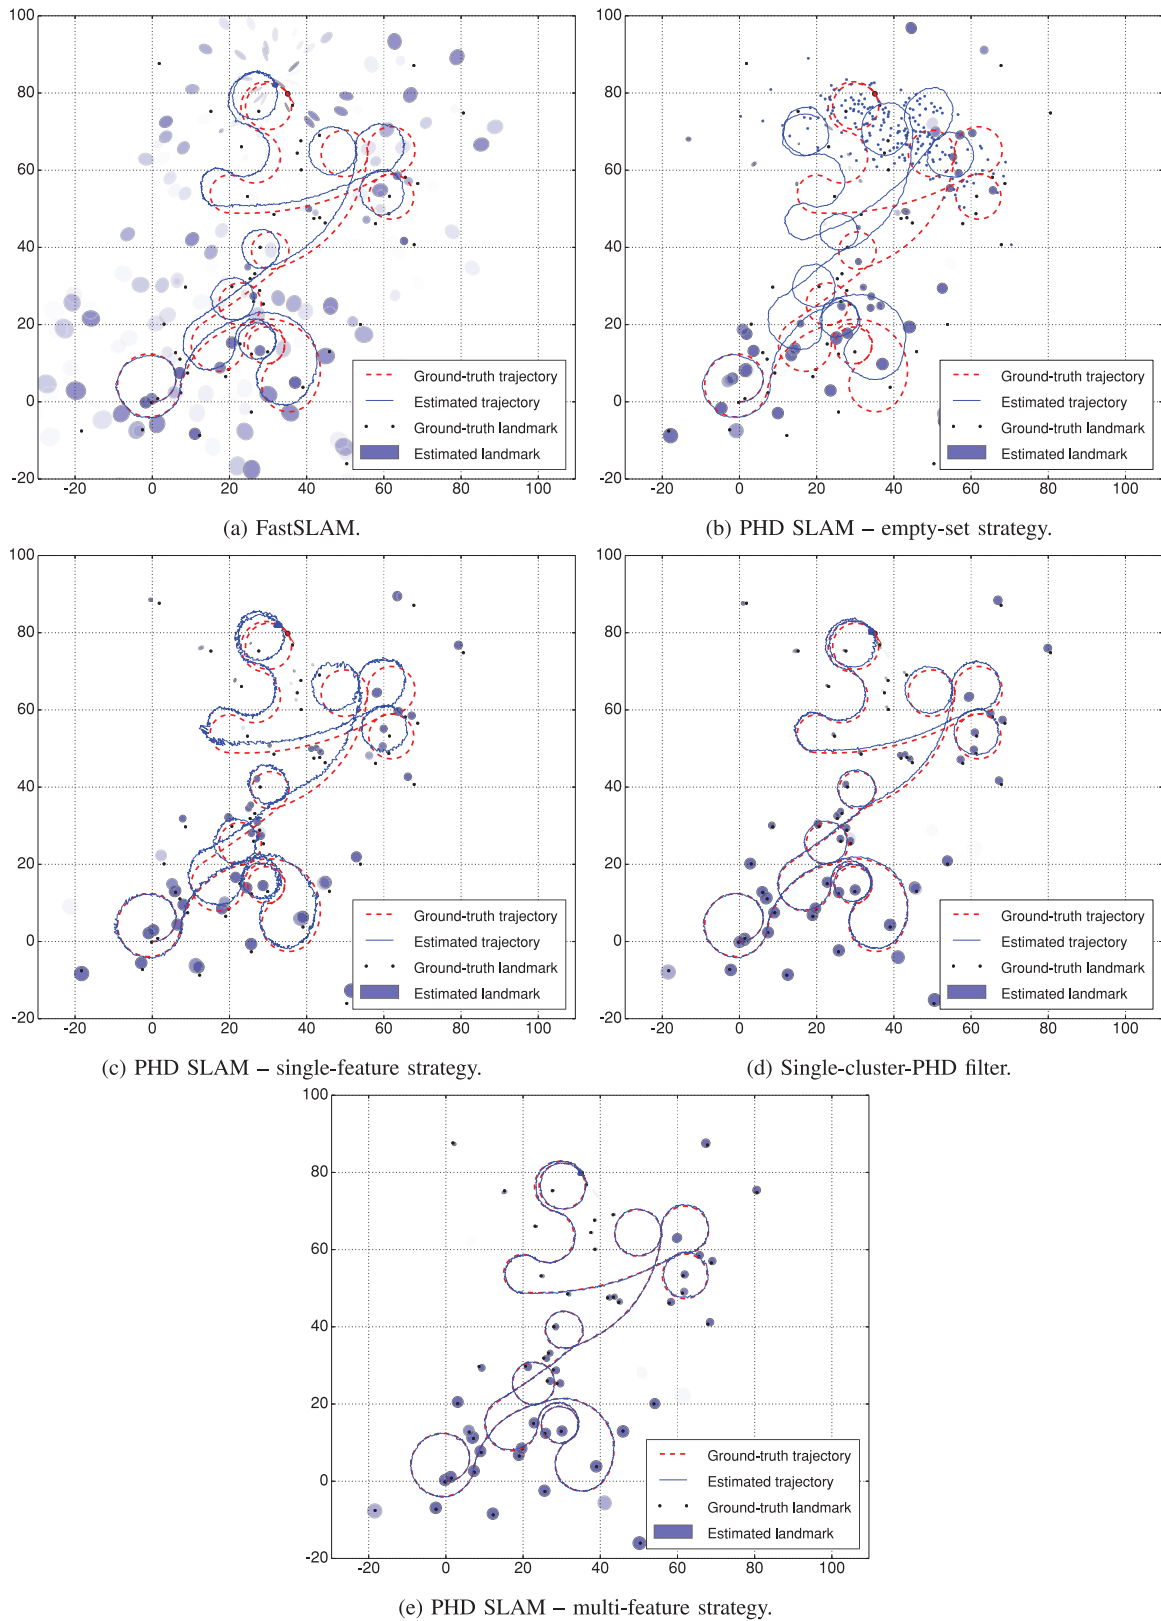 100
80
60
40
20
0
-20
-20 0 20 40 60 80 100
Ground-truth trajectory
Estimated trajectory
Ground-truth landmark
Estimated landmark
(a) FastSLAM.
100
80
60
40
20
0
-20
-20 0 20 40 60 80 100
Ground-truth trajectory
Estimated trajectory
Ground-truth landmark
Estimated landmark
(b) PHD SLAM – empty-set strategy.
100
80
60
40
20
0
-20
-20 0 20 40 60 80 100
Ground-truth trajectory
Estimated trajectory
Ground-truth landmark
Estimated landmark
(c) PHD SLAM – single-feature strategy.
100
80
60
40
20
0
-20
-20 0 20 40 60 80 100
Ground-truth trajectory
Estimated trajectory
Ground-truth landmark
Estimated landmark
(d) Single-cluster-PHD filter.
100
80
60
40
20
0
-20
-20 0 20 40 60 80 100
Ground-truth trajectory
Estimated trajectory
Ground-truth landmark
Estimated landmark
(e) PHD SLAM – multi-feature strategy.